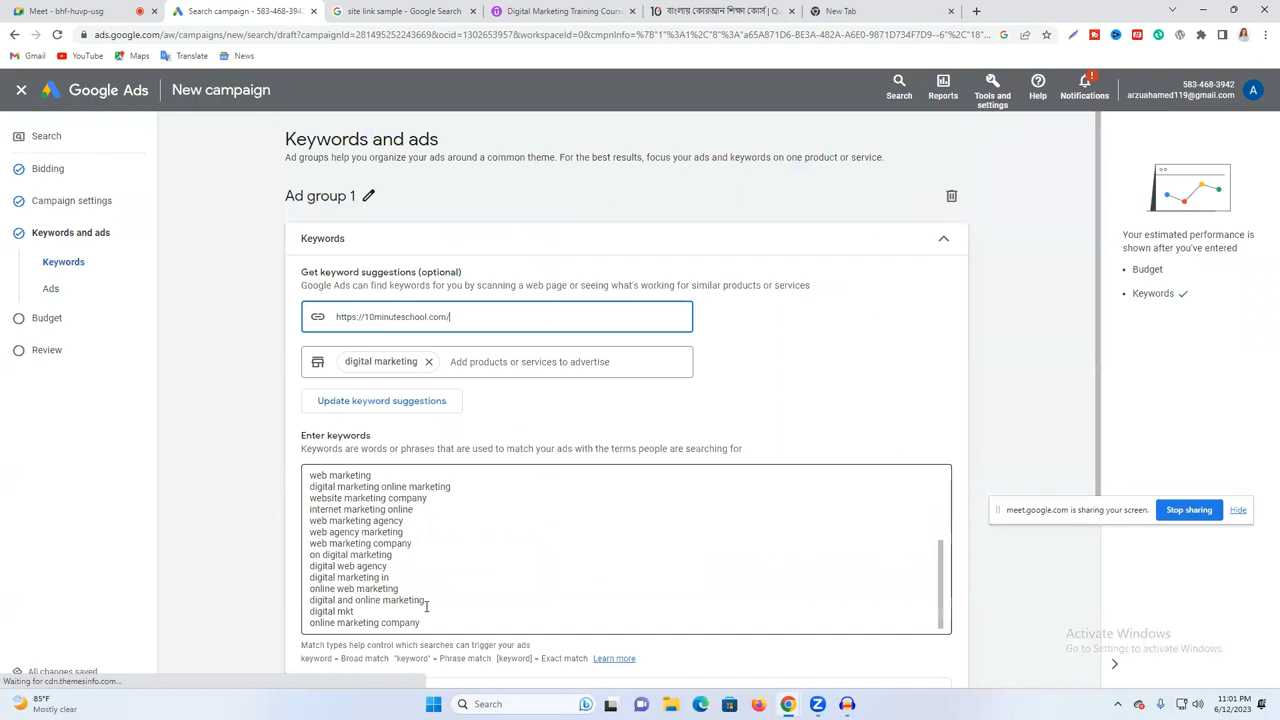 Meet - bhf-huvp-usg
Search campaign - 583-468-394
site link sample - Google Search
Digital Marketing Training Cours
বাংলায় কোরআন শিক্ষা কোর্স | Qu
New Tab
ads.google.com/aw/campaigns/new/search/draft?campaignId=281495252243669&ocid=1302653957&workspaceId=0&cmpnInfo=%7B"1"%3A1%2C"8"%3A"a65A871D6-BE3A-482A-A6E0-9871D734F7D9--6"%2C"18"...
Gmail
YouTube
Maps
Translate
News
Google Ads
New campaign
Search
Reports
Tools and settings
Help
Notifications
583-468-3942
arzuahamed119@gmail.com
A
Search
Bidding
Campaign settings
Keywords and ads
Keywords
Ads
Budget
Review
Keywords and ads
Ad groups help you organize your ads around a common theme. For the best results, focus your ads and keywords on one product or service.
Ad group 1
Keywords
Get keyword suggestions (optional)
Google Ads can find keywords for you by scanning a web page or seeing what's working for similar products or services
https://10minuteschool.com/
digital marketing
Add products or services to advertise
Update keyword suggestions
Enter keywords
Keywords are words or phrases that are used to match your ads with the terms people are searching for
web marketing
digital marketing online marketing
website marketing company
internet marketing online
web marketing agency
web agency marketing
web marketing company
on digital marketing
digital web agency
digital marketing in
online web marketing
digital and online marketing
digital mkt
online marketing company
Match types help control which searches can trigger your ads
keyword = Broad match "keyword" = Phrase match [keyword] = Exact match Learn more
Your estimated performance is
shown after you've entered
Budget
Keywords
meet.google.com is sharing your screen.
Stop sharing
Hide
Activate Windows
Go to Settings to activate Windows.
All changes saved
Waiting for cdn.themesinfo.com...
85°F
Mostly clear
Search
11:01 PM
6/12/2023